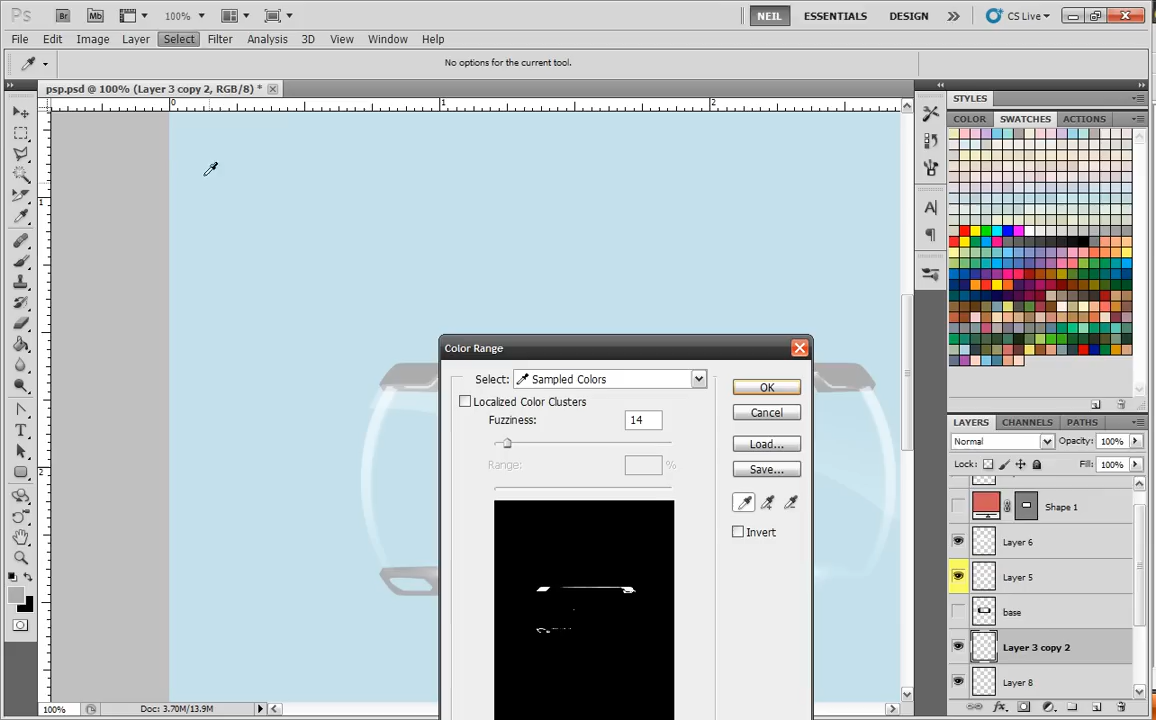 Ps Br Mb 100% NEIL ESSENTIALS DESIGN CS Live
File Edit Image Layer Select Filter Analysis 3D View Window Help
No options for the current tool.
psp.psd @ 100% (Layer 3 copy 2, RGB/8) *
0 1 2
STYLES
COLOR SWATCHES ACTIONS
1
2
Color Range
Select: Sampled Colors
Localized Color Clusters
Fuzziness: 14
Range: %
OK
Cancel
Load...
Save...
Invert
LAYERS CHANNELS PATHS
Normal Opacity: 100%
Lock: Fill: 100%
Shape 1
Layer 6
Layer 5
base
Layer 3 copy 2
Layer 8
100% Doc: 3.70M/13.9M